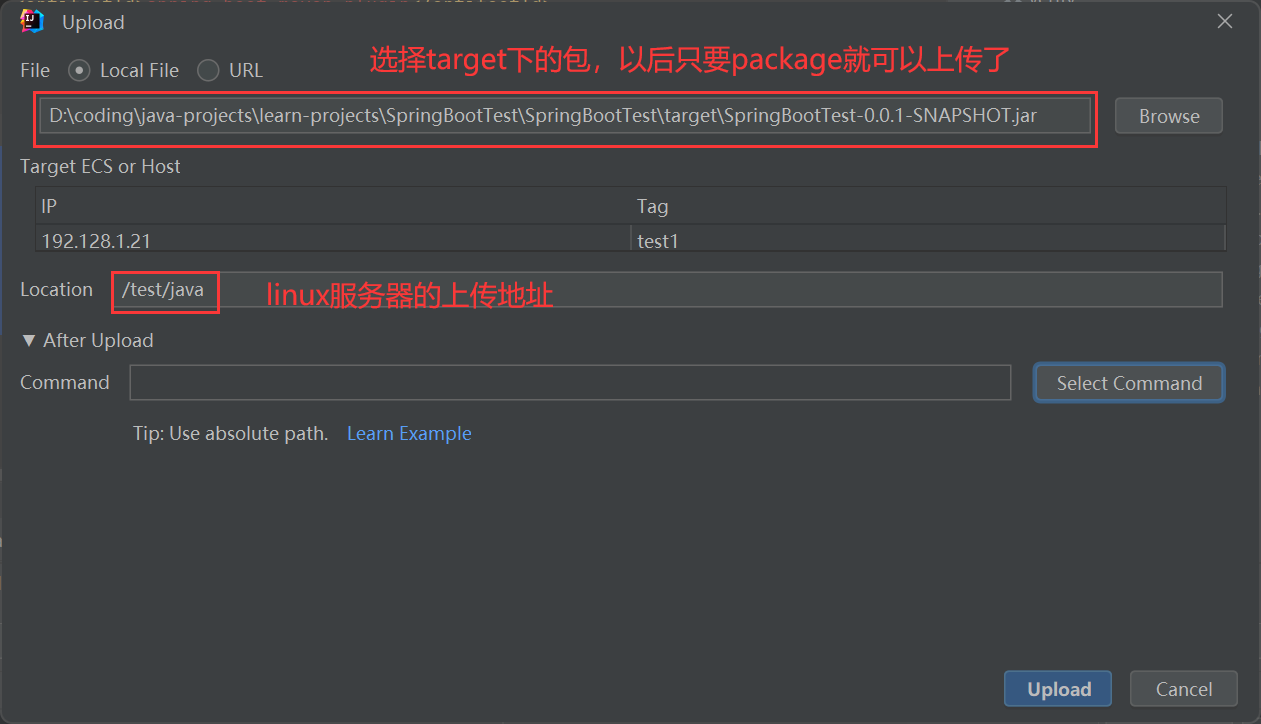 Upload
选择target下的包，以后只要package就可以上传了
File Local File URL
D:\coding\java-projects\learn-projects\SpringBootTest\SpringBootTest\target\SpringBootTest-0.0.1-SNAPSHOT.jar
Browse
Target ECS or Host
IP Tag
192.128.1.21 test1
Location /test/java linux服务器的上传地址
▼ After Upload
Command Select Command
Tip: Use absolute path. Learn Example
Upload Cancel